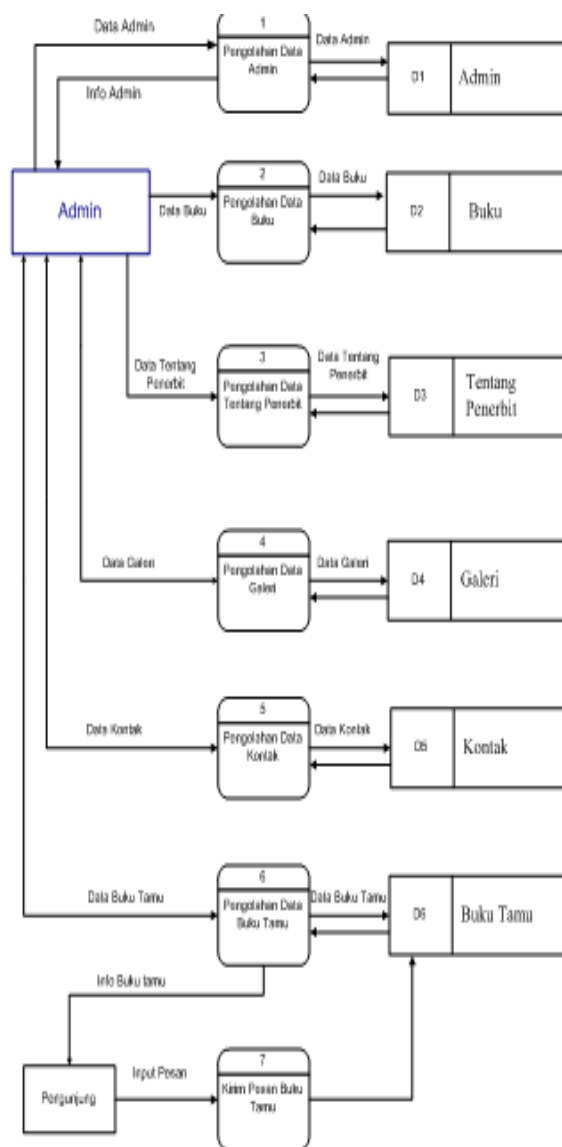 1
Data Admin
Pengolahan Data
Admin
Data Admin
D1
Admin
Info Admin
2
Admin
Data Buku
Pengolahan Data
Buku
Data Buku
D2
Buku
3
Data Tentang
Penerbit
Pengolahan Data
Tentang Penerbit
Data Tentang
Penerbit
D3
Tentang
Penerbit
4
Data Galeri
Pengolahan Data
Galeri
Data Galeri
D4
Galeri
5
Data Kontak
Pengolahan Data
Kontak
Data Kontak
D5
Kontak
6
Data Buku Tamu
Pengolahan Data
Buku Tamu
Data Buku Tamu
D6
Buku Tamu
Info Buku tamu
7
Pengunjung
Input Pesan
Kirim Pesan Buku
Tamu